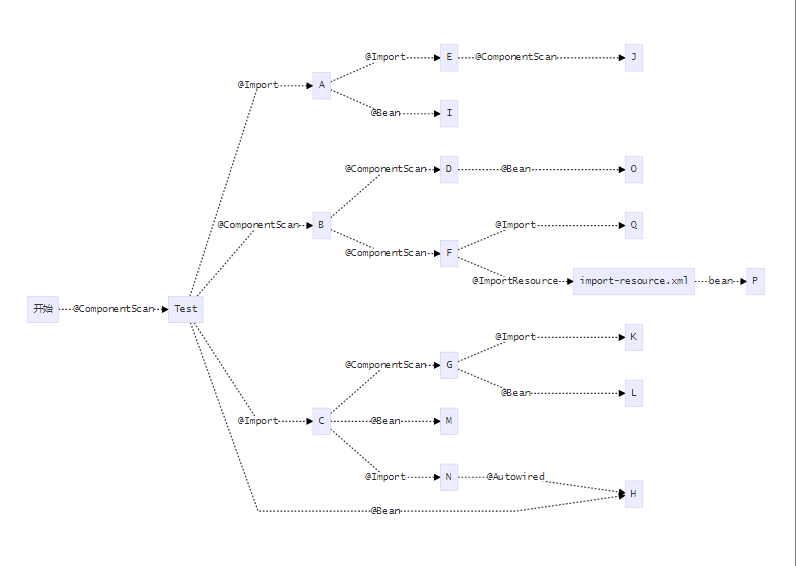 @Import E @ComponentScan J
@Import A
@Bean I
@ComponentScan D @Bean O
@ComponentScan B @Import Q
@ComponentScan F
@ImportResource import-resource.xml bean P
开始 @ComponentScan Test
@Import K
@ComponentScan G
@Bean L
@Import C @Bean M
@Import N @Autowired
H
@Bean